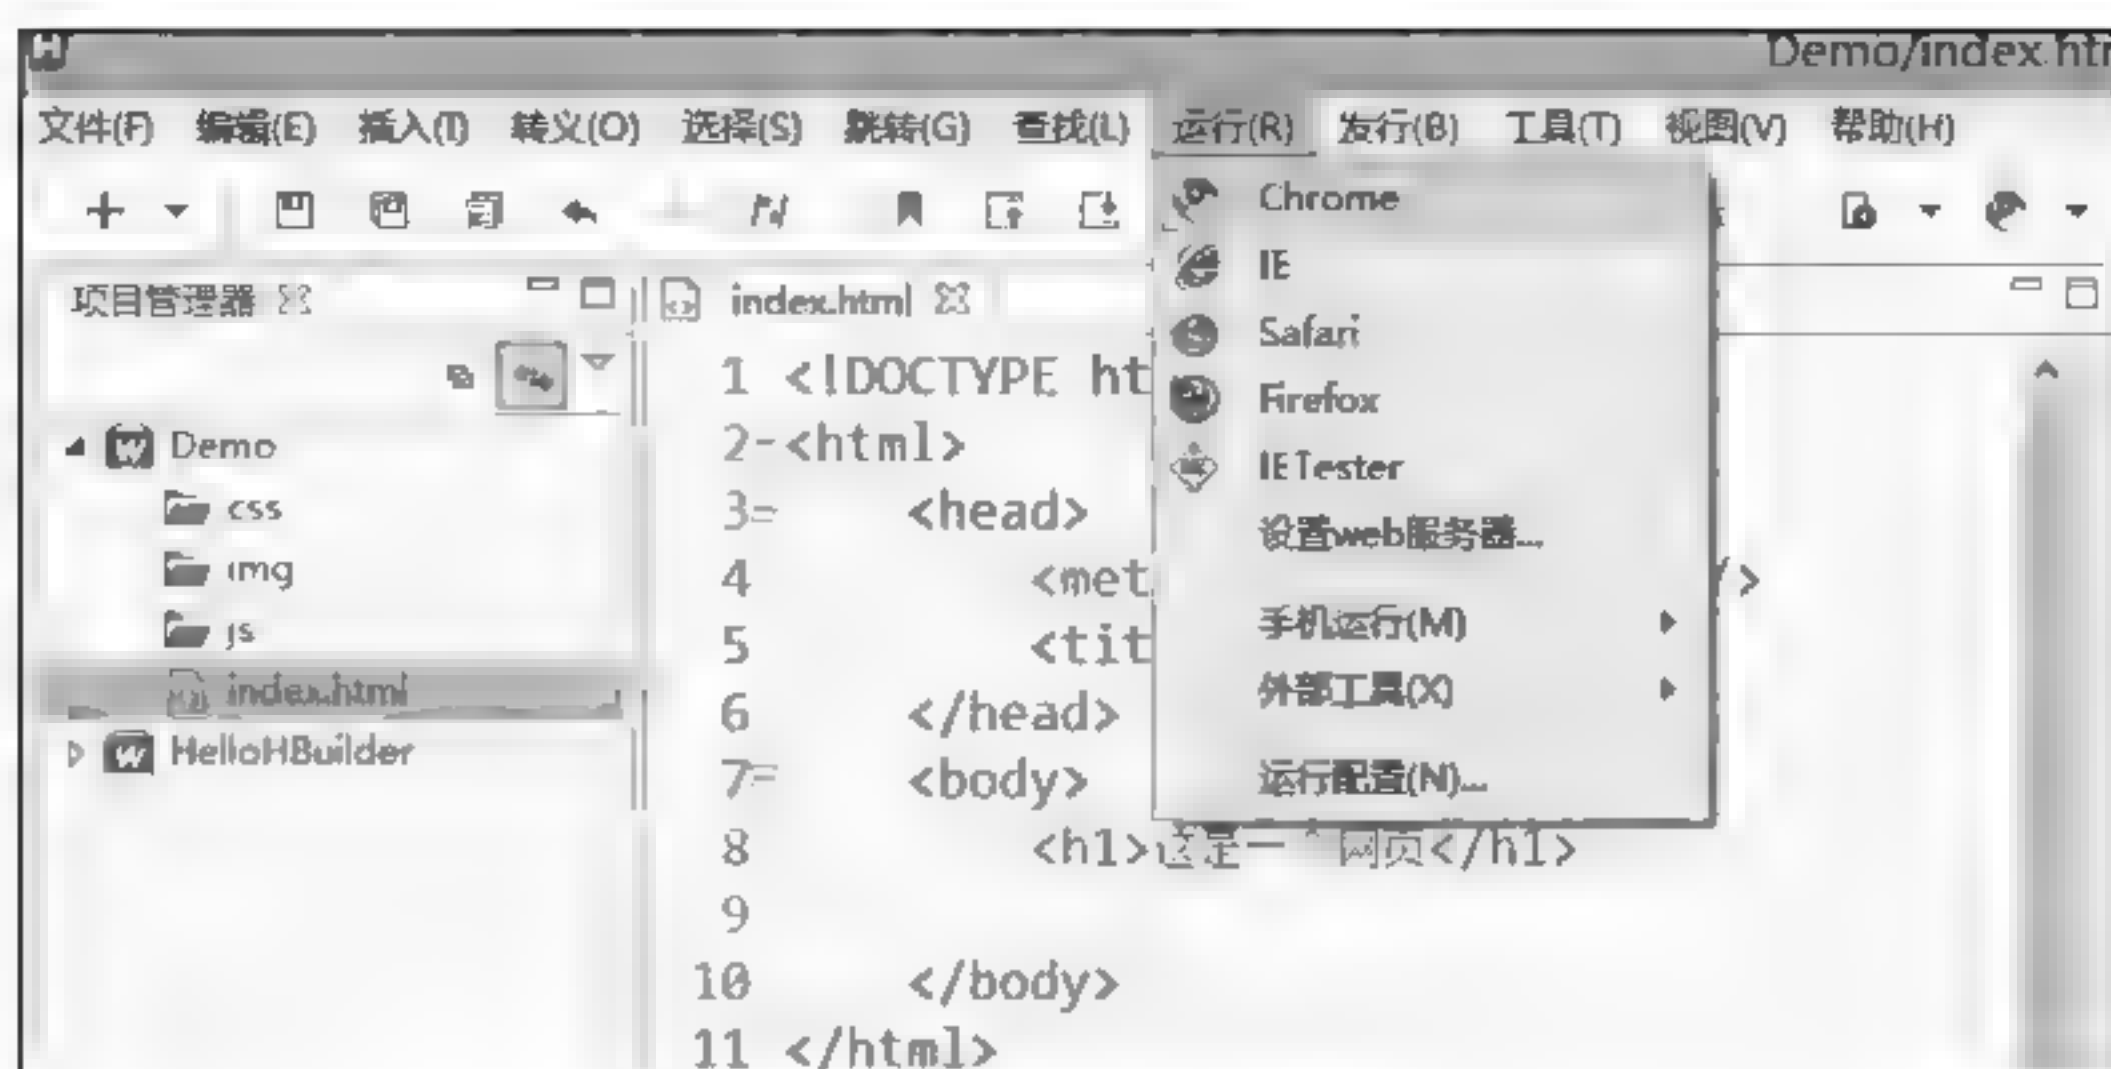 Demo/index.htm
文件(F) 编辑(E) 插入(I) 转义(O) 选择(S) 跳转(G) 查找(L) 运行(R) 发行(B) 工具(T) 视图(V) 帮助(H)
项目管理器
Demo
css
img
js
index.html
HelloHBuilder
index.html
1 <!DOCTYPE ht
2 <html>
3 <head>
4 <met />
5 <tit
6 </head>
7 <body>
8 <h1>这是一个网页</h1>
9
10 </body>
11 </html>
Chrome
IE
Safari
Firefox
IETester
设置web服务器...
手机运行(M)
外部工具(X)
运行配置(N)...